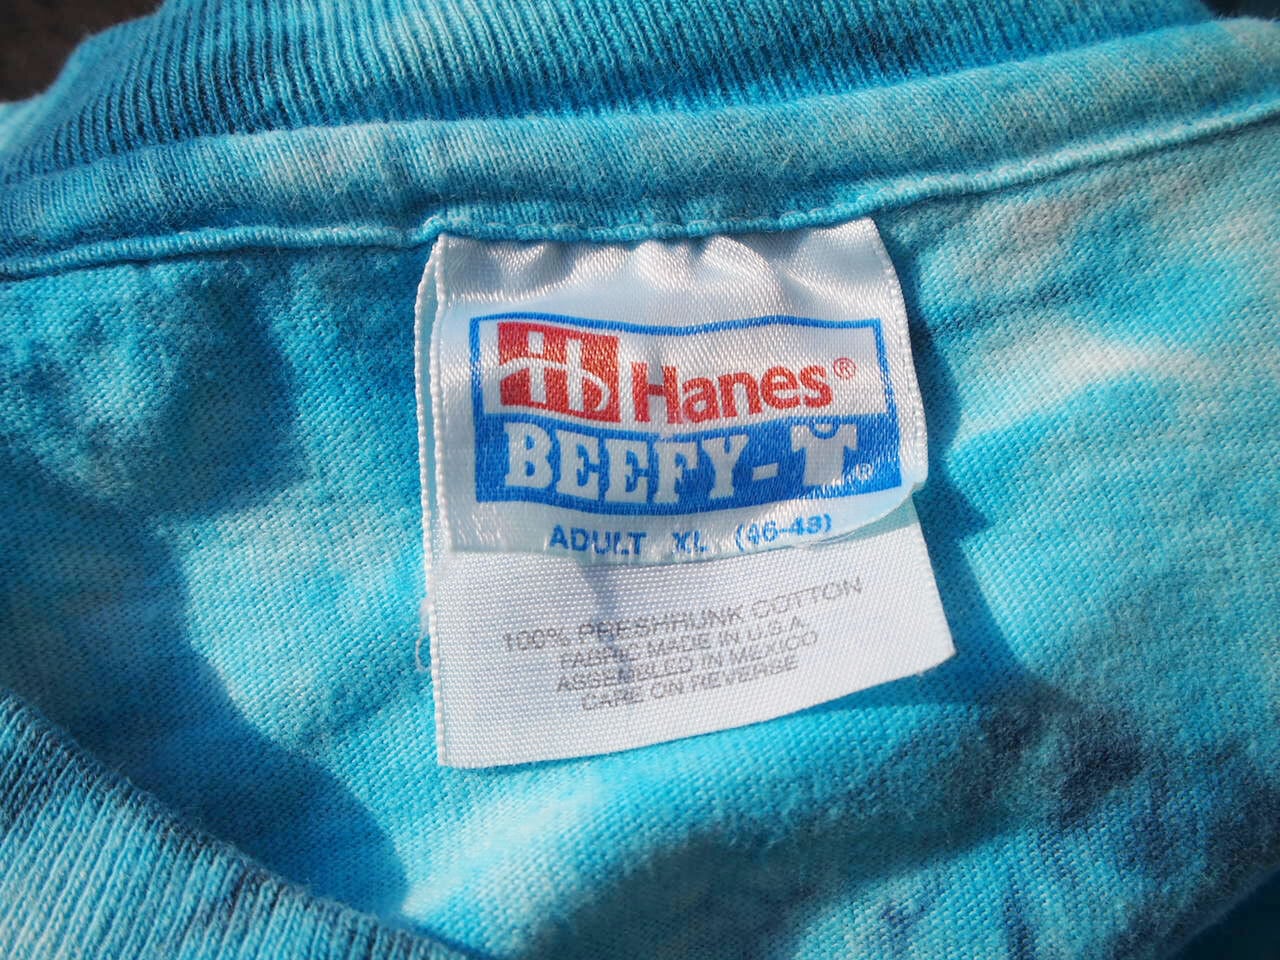 Hanes®
BEEFY-T®
ADULT XL (46-48)
100% PRESHRUNK COTTON
FABRIC MADE IN U.S.A.
ASSEMBLED IN MEXICO
CARE ON REVERSE